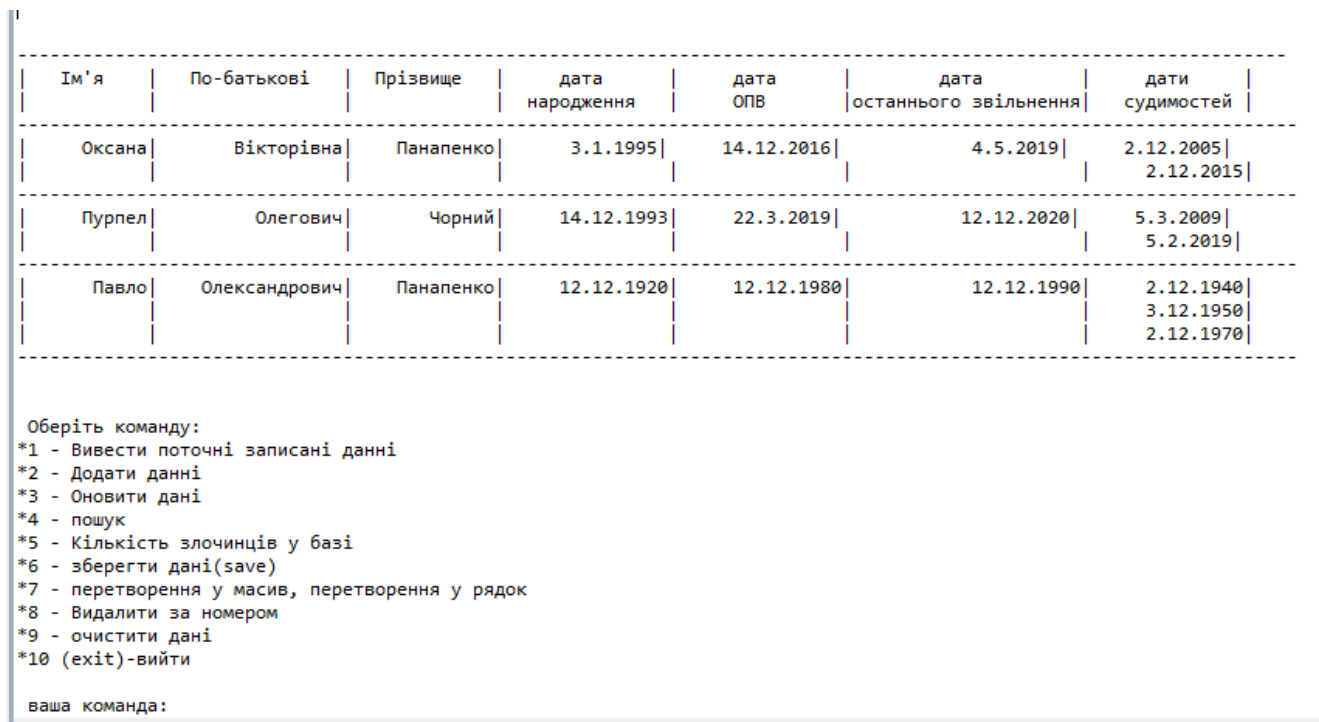 ------------------------------------------------------------------------------------------------------------------------
| Ім'я | По-батькові | Прізвище | дата | дата | дата | дати |
| | | | народження | ОПВ |останнього звільнення| судимостей |
------------------------------------------------------------------------------------------------------------------------
| Оксана| Вікторівна| Панапенко| 3.1.1995| 14.12.2016| 4.5.2019| 2.12.2005|
| | | | | | | 2.12.2015|
------------------------------------------------------------------------------------------------------------------------
| Пурпел| Олегович| Чорний| 14.12.1993| 22.3.2019| 12.12.2020| 5.3.2009|
| | | | | | | 5.2.2019|
------------------------------------------------------------------------------------------------------------------------
| Павло| Олександрович| Панапенко| 12.12.1920| 12.12.1980| 12.12.1990| 2.12.1940|
| | | | | | | 3.12.1950|
| | | | | | | 2.12.1970|
------------------------------------------------------------------------------------------------------------------------
Оберіть команду:
*1 - Вивести поточні записані данні
*2 - Додати данні
*3 - Оновити дані
*4 - пошук
*5 - Кількість злочинців у базі
*6 - зберегти дані(save)
*7 - перетворення у масив, перетворення у рядок
*8 - Видалити за номером
*9 - очистити дані
*10 (exit)-вийти
ваша команда: